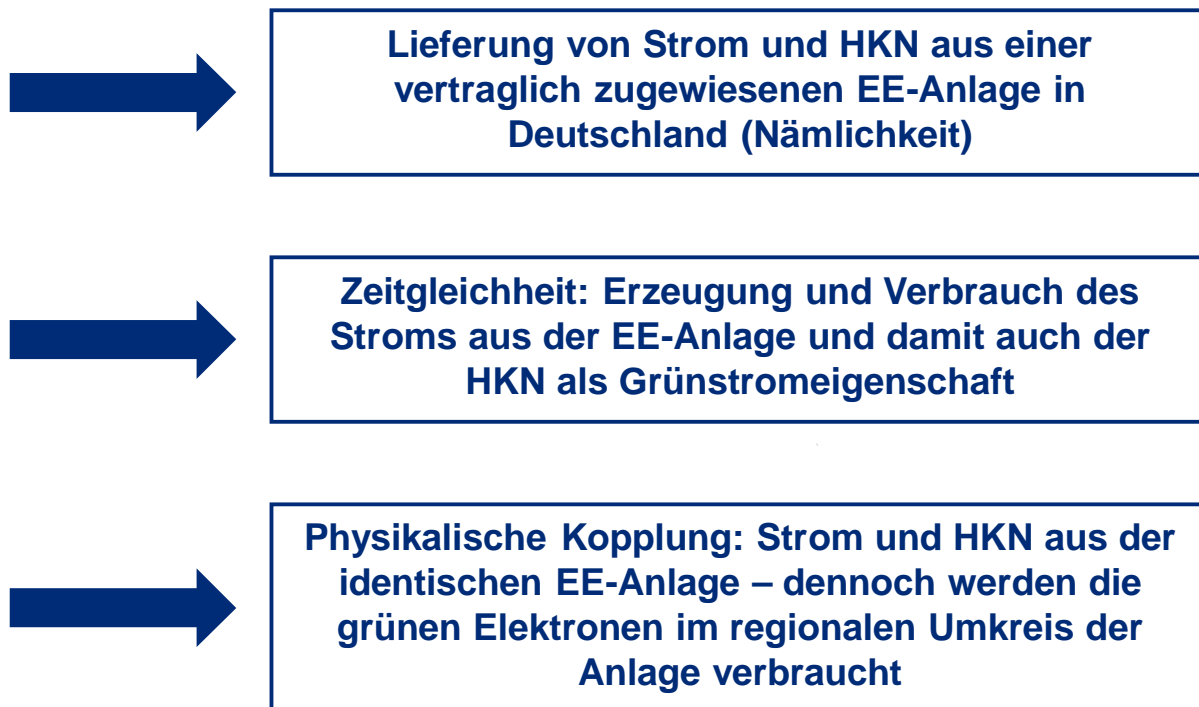 Lieferung von Strom und HKN aus einer
vertraglich zugewiesenen EE-Anlage in
Deutschland (Nämlichkeit)
Zeitgleichheit: Erzeugung und Verbrauch des
Stroms aus der EE-Anlage und damit auch der
HKN als Grünstromeigenschaft
Physikalische Kopplung: Strom und HKN aus der
identischen EE-Anlage – dennoch werden die
grünen Elektronen im regionalen Umkreis der
Anlage verbraucht